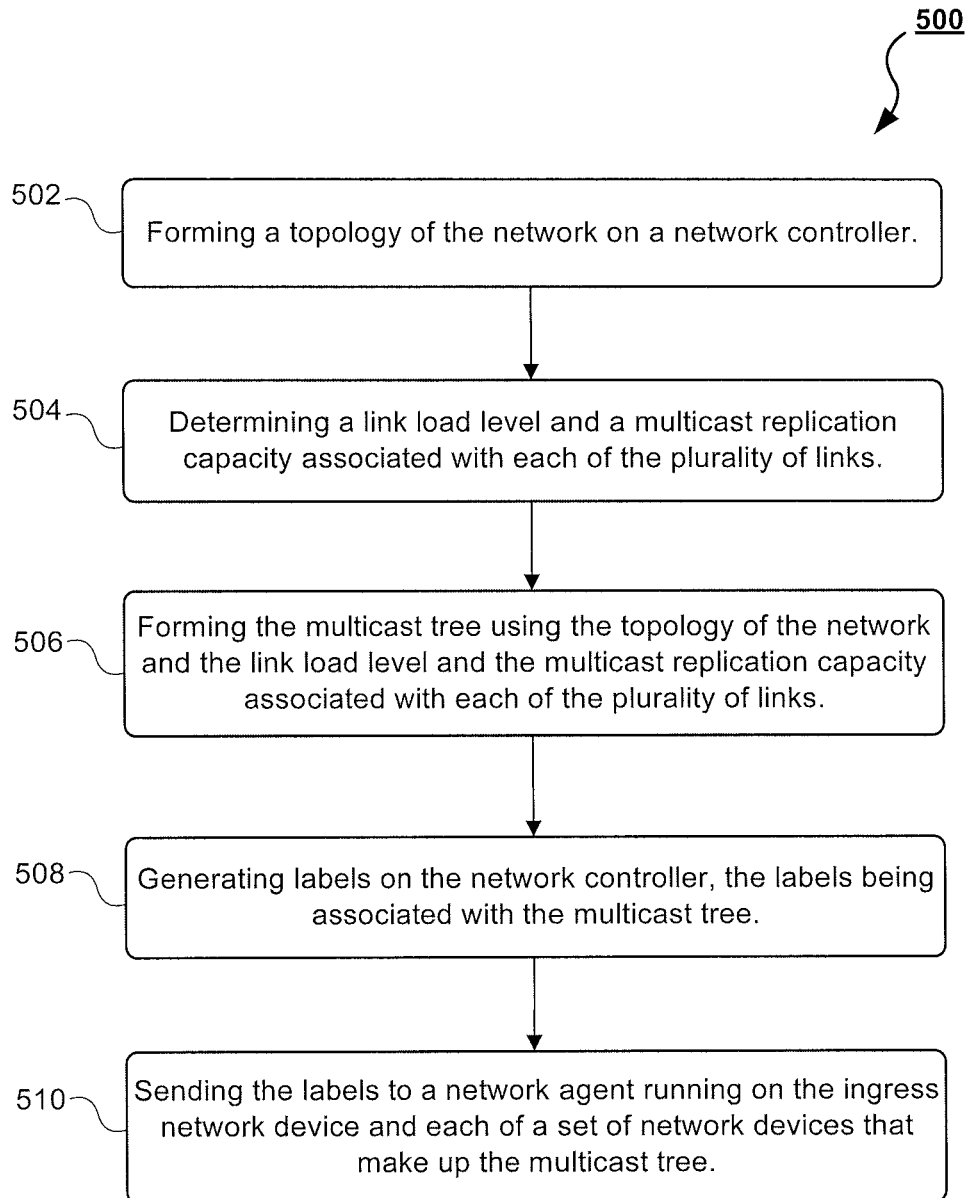 500
502
Forming a topology of the network on a network controller.
504
Determining a link load level and a multicast replication
capacity associated with each of the plurality of links.
506
Forming the multicast tree using the topology of the network
and the link load level and the multicast replication capacity
associated with each of the plurality of links.
508
Generating labels on the network controller, the labels being
associated with the multicast tree.
510
Sending the labels to a network agent running on the ingress
network device and each of a set of network devices that
make up the multicast tree.